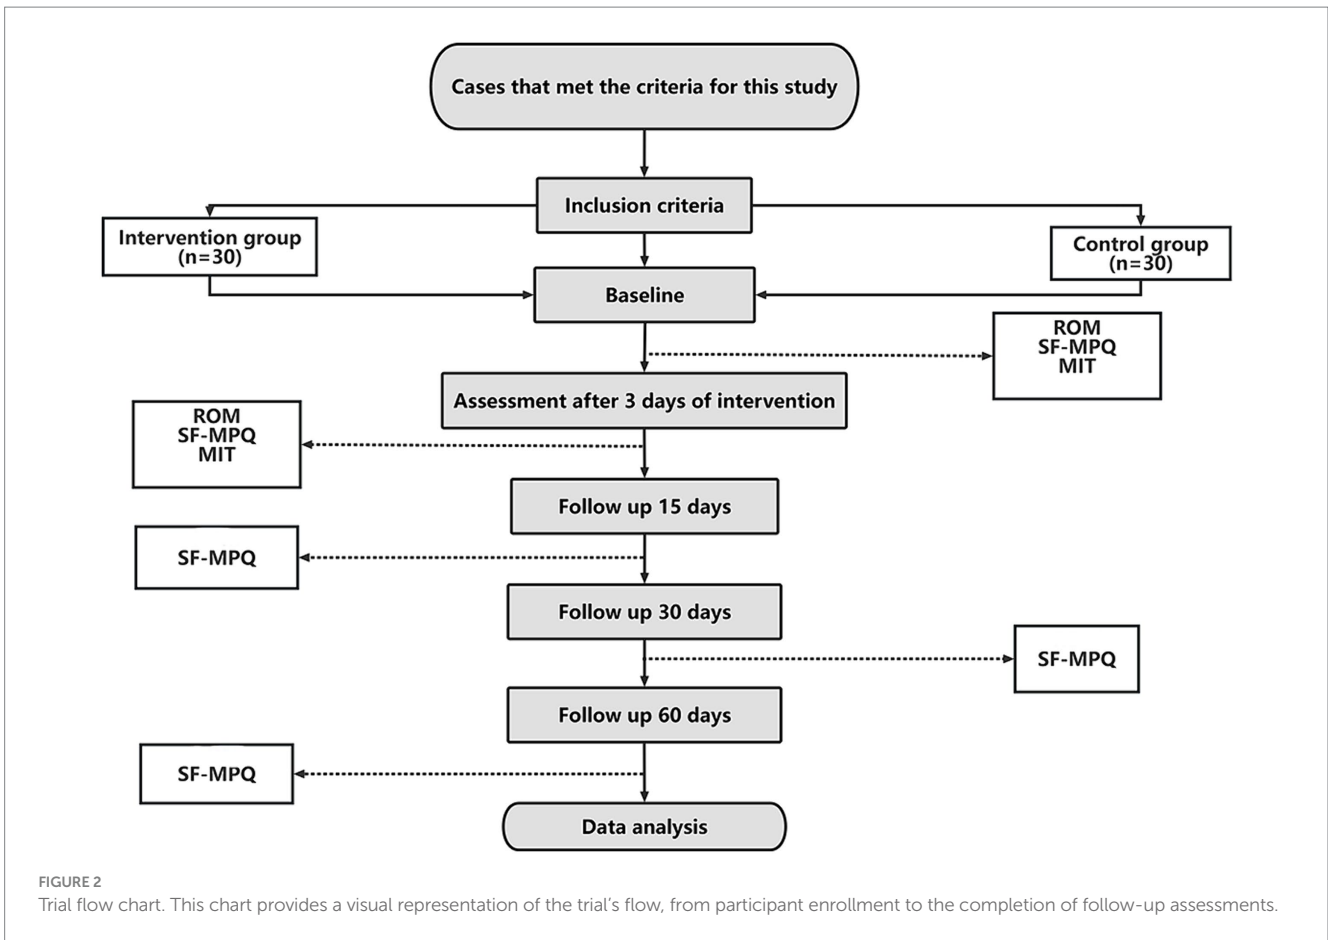 Cases that met the criteria for this study
Inclusion criteria
Intervention group
(n=30)
Control group
(n=30)
Baseline
ROM
SF-MPQ
MIT
Assessment after 3 days of intervention
ROM
SF-MPQ
MIT
Follow up 15 days
SF-MPQ
Follow up 30 days
SF-MPQ
Follow up 60 days
SF-MPQ
Data analysis
FIGURE 2
Trial flow chart. This chart provides a visual representation of the trial’s flow, from participant enrollment to the completion of follow-up assessments.